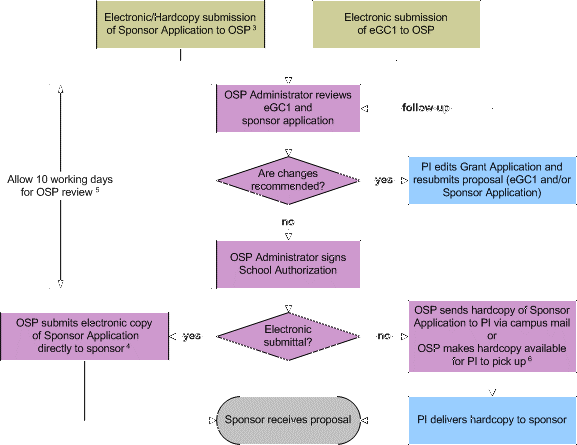 Electronic/Hardcopy submission
of Sponsor Application to OSP 3
Electronic submission
of eGC1 to OSP
OSP Administrator reviews
eGC1 and
sponsor application
follow up
Allow 10 working days
for OSP review 5
Are changes
recommended?
yes
PI edits Grant Application and
resubmits proposal (eGC1 and/or
Sponsor Application)
no
OSP Administrator signs
School Authorization
OSP submits electronic copy
of Sponsor Application
directly to sponsor 4
yes
Electronic
submittal?
no
OSP sends hardcopy of Sponsor
Application to PI via campus mail
or
OSP makes hardcopy available
for PI to pick up 6
Sponsor receives proposal
PI delivers hardcopy to sponsor